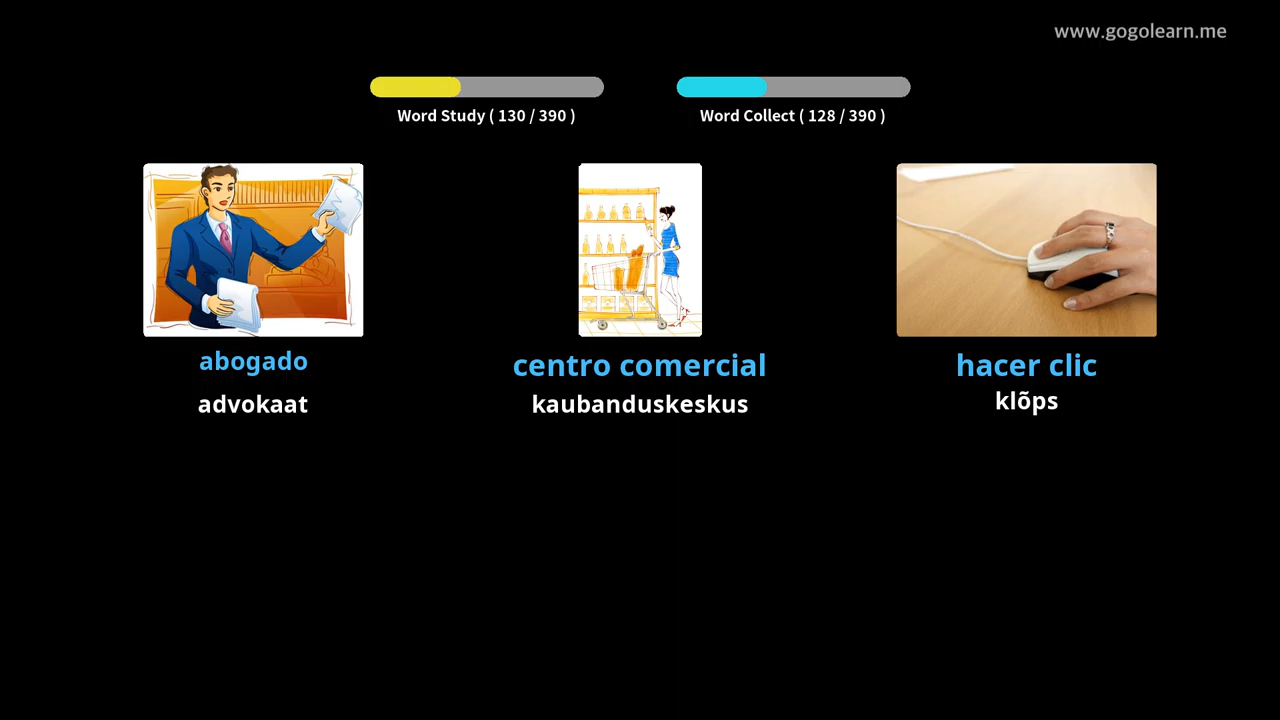 www.gogolearn.me
Word Study ( 130 / 390 )
Word Collect ( 128 / 390 )
abogado
centro comercial
hacer clic
advokaat
kaubanduskeskus
klõps